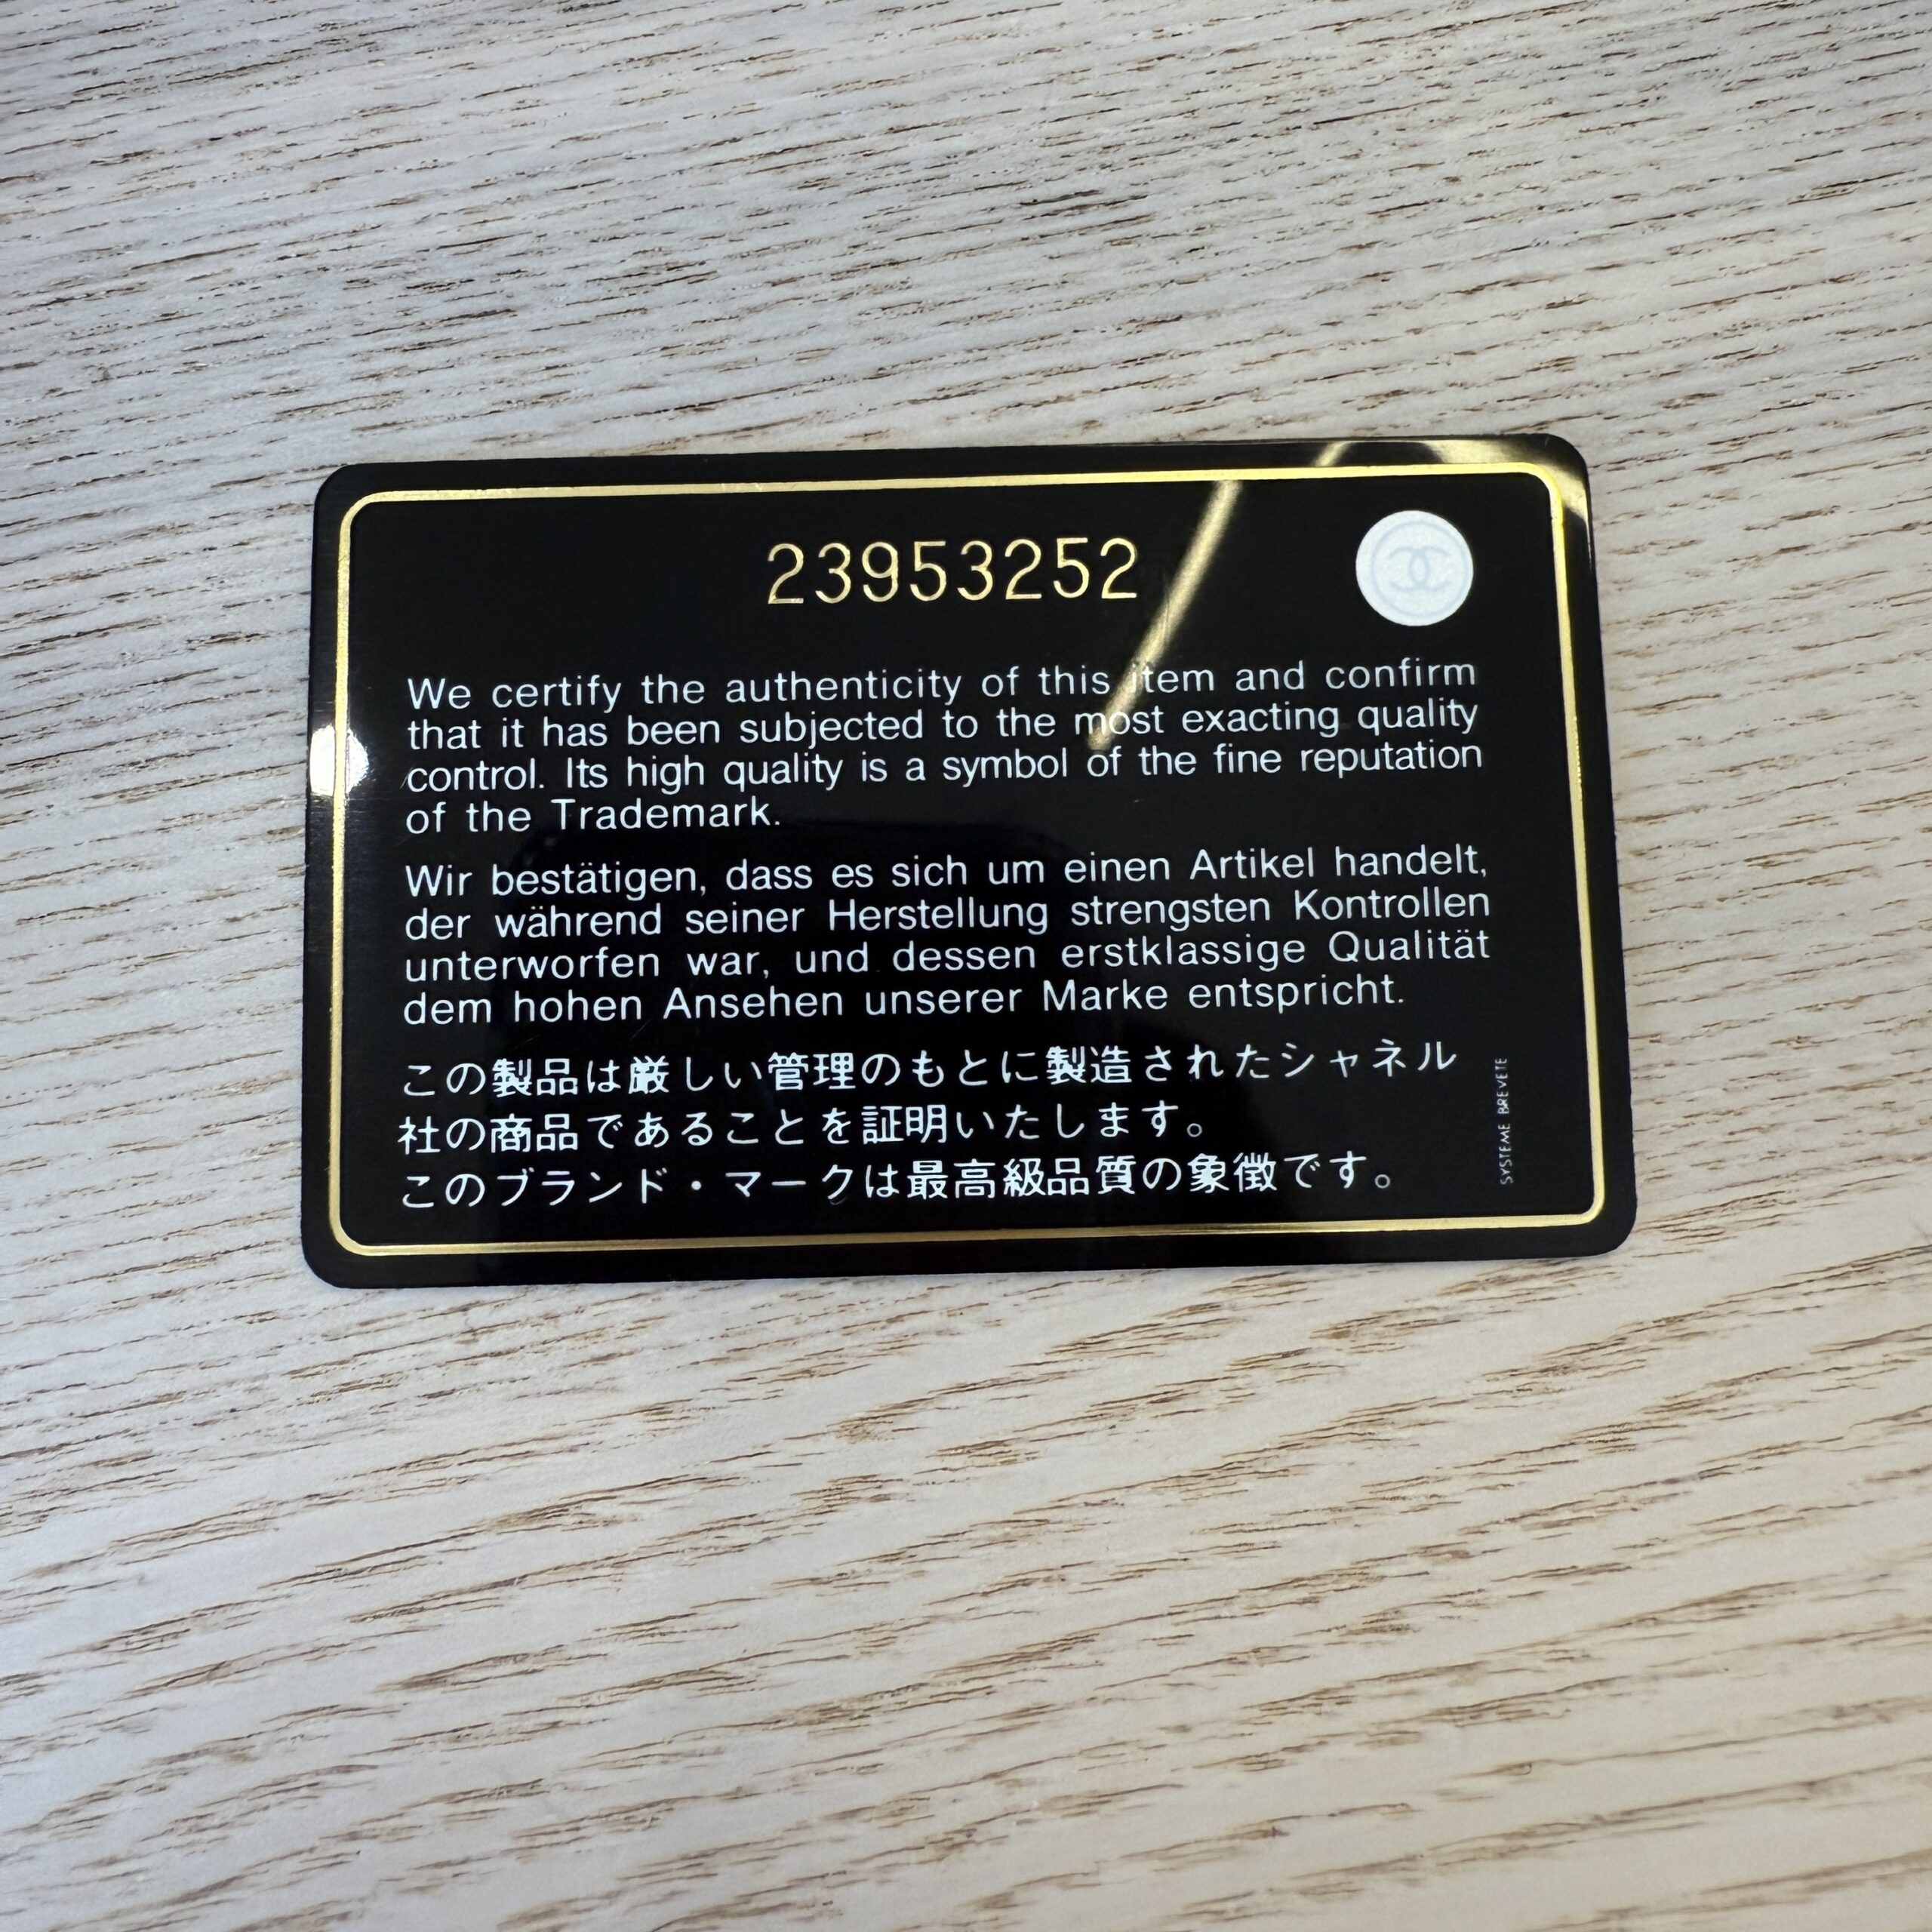 23953252
We certify the authenticity of this item and confirm
that it has been subjected to the most exacting quality
control. Its high quality is a symbol of the fine reputation
of the Trademark.
Wir bestätigen, dass es sich um einen Artikel handelt,
der während seiner Herstellung strengsten Kontrollen
unterworfen war, und dessen erstklassige Qualität
dem hohen Ansehen unserer Marke entspricht.
この製品は厳しい管理のもとに製造されたシャネル
社の商品であることを証明いたします。
このブランド・マークは最高級品質の象徴です。
SYSTEME BREVETE